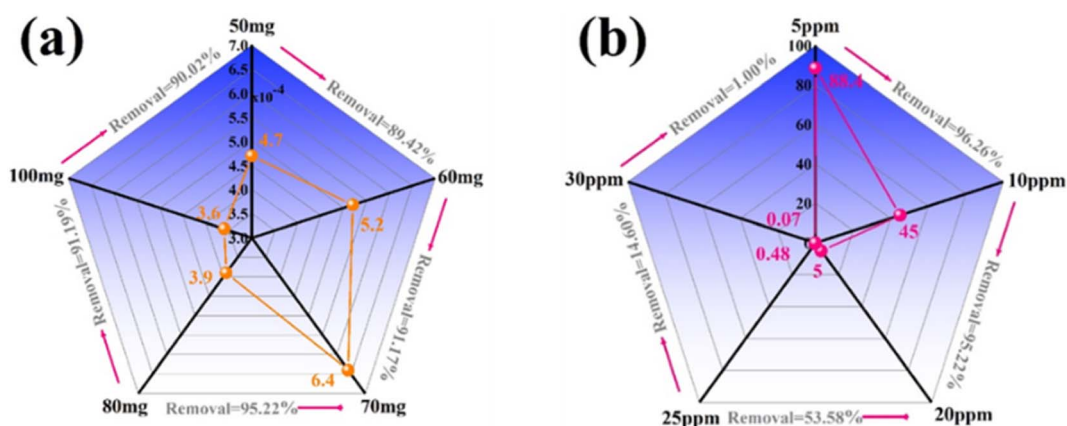 (a)
50mg
7.0
6.5
6.0
×10⁻⁴
5.5
5.0
4.5
4.0
3.5
3.0
Removal=90.02%
Removal=89.42%
100mg
60mg
4.7
5.2
3.6
3.9
6.4
Removal=91.19%
Removal=91.17%
80mg
Removal=95.22%
70mg
(b)
5ppm
100
80
60
40
20
Removal=1.00%
Removal=96.26%
88.4
30ppm
10ppm
0.07
45
0.48
5
Removal=14.60%
Removal=95.22%
25ppm
Removal=53.58%
20ppm